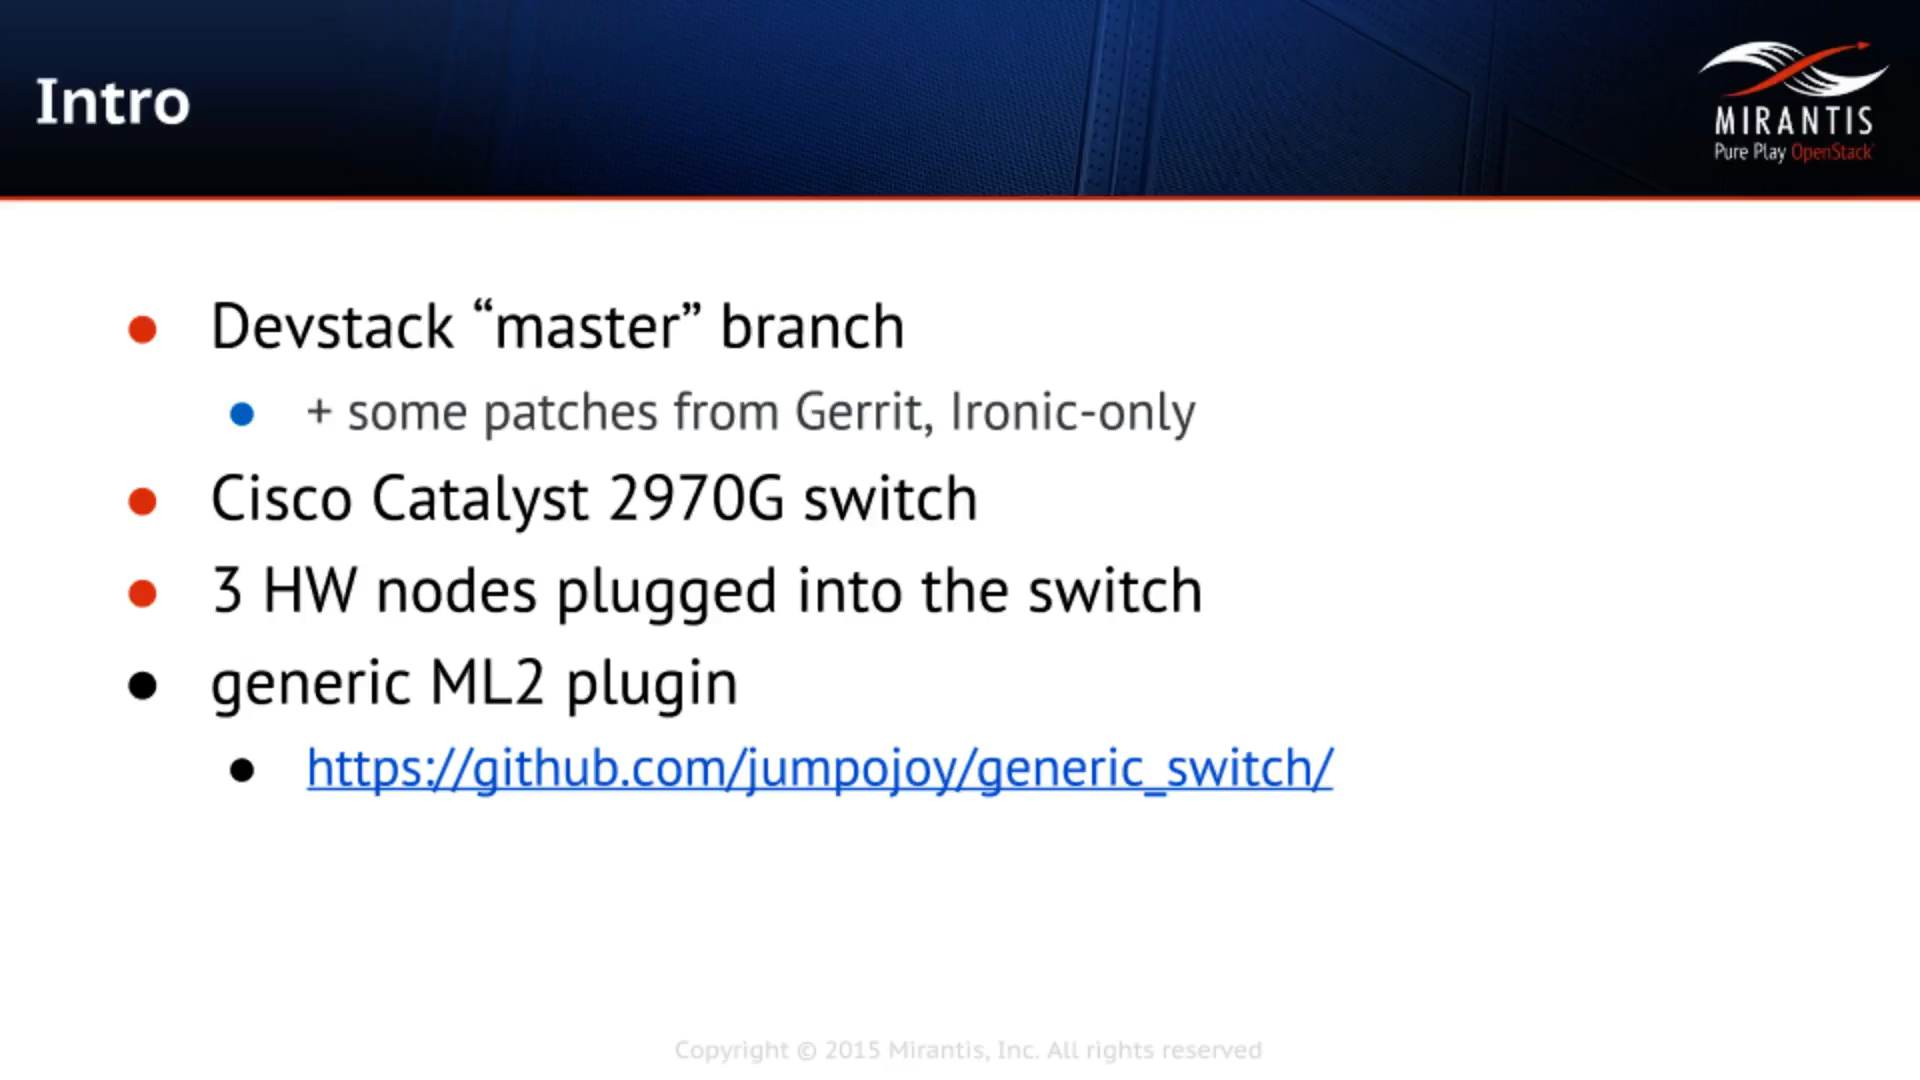 Intro
MIRANTIS
Pure Play OpenStack
Devstack “master” branch
+ some patches from Gerrit, Ironic-only
Cisco Catalyst 2970G switch
3 HW nodes plugged into the switch
generic ML2 plugin
https://github.com/jumpojoy/generic_switch/
Copyright © 2015 Mirantis, Inc. All rights reserved